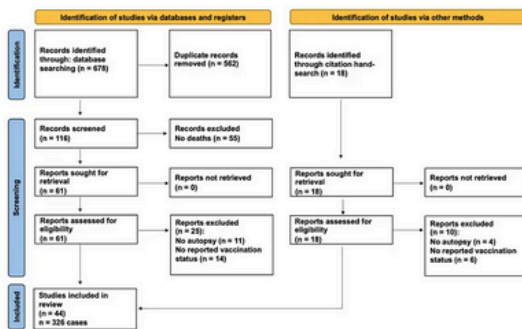 Identification of studies via databases and registers
Identification of studies via other methods
Identification
Records identified
through: database
searching (n = 678)
Duplicate records
removed (n = 562)
Records identified
through citation hand-
search (n = 18)
Screening
Records screened
(n = 116)
Records excluded
No deaths (n = 55)
Reports sought for
retrieval
(n = 61)
Reports not retrieved
(n = 0)
Reports sought for
retrieval
(n = 18)
Reports not retrieved
(n = 0)
Reports assessed for
eligibility
(n = 61)
Reports excluded
(n = 25):
No autopsy (n = 11)
No reported vaccination
status (n = 14)
Reports assessed for
eligibility
(n = 18)
Reports excluded
(n = 10):
No autopsy (n = 4)
No reported vaccination
status (n = 6)
Included
Studies included in
review
(n = 44)
n = 326 cases